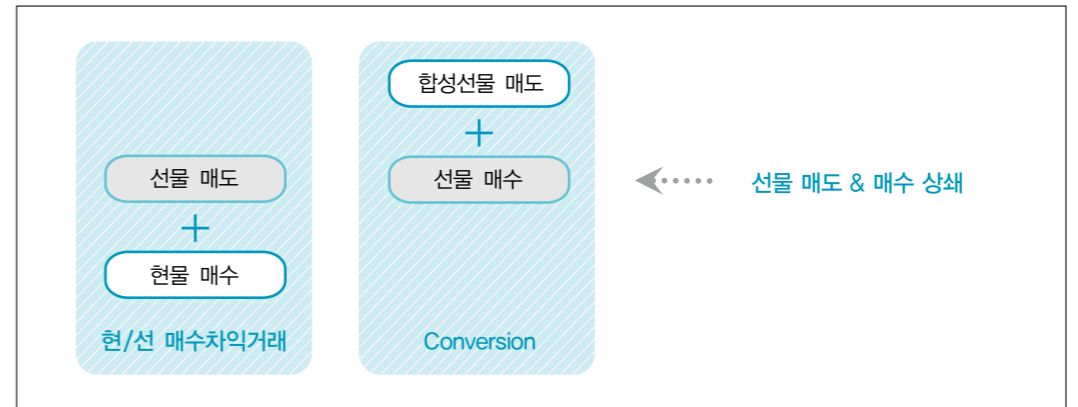 선물 매도
+
현물 매수
현/선 매수차익거래
합성선물 매도
+
선물 매수
Conversion
선물 매도 & 매수 상쇄